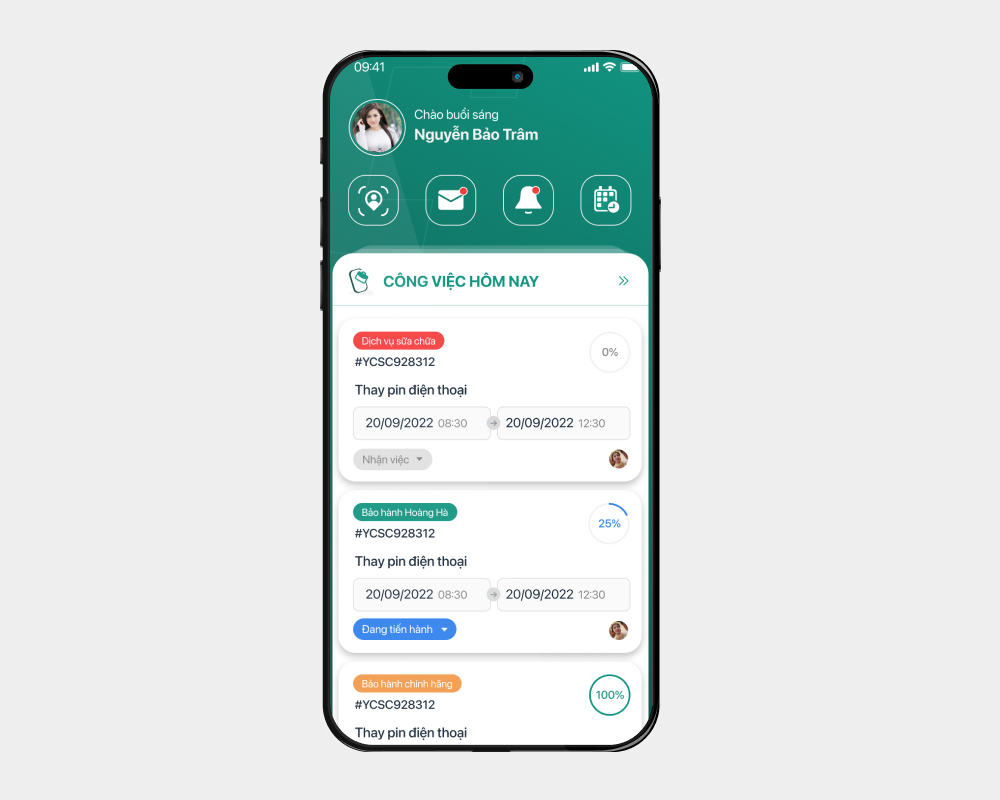 09:41
Chào buổi sáng
Nguyễn Bảo Trâm
CÔNG VIỆC HÔM NAY
Dịch vụ sữa chữa
#YCSC928312
0%
Thay pin điện thoại
20/09/2022 08:30 20/09/2022 12:30
Nhận việc
Bảo hành Hoàng Hà
#YCSC928312
25%
Thay pin điện thoại
20/09/2022 08:30 20/09/2022 12:30
Đang tiến hành
Bảo hành chính hãng
#YCSC928312
100%
Thay pin điện thoại